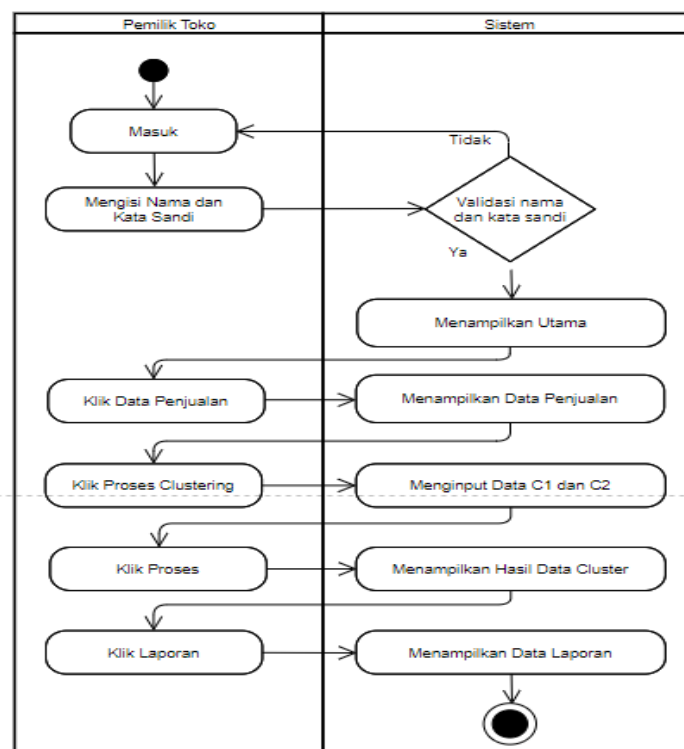 Pemilik Toko
Sistem
Masuk
Tidak
Mengisi Nama dan
Kata Sandi
Validasi nama
dan kata sandi
Ya
Menampilkan Utama
Klik Data Penjualan
Menampilkan Data Penjualan
Klik Proses Clustering
Menginput Data C1 dan C2
Klik Proses
Menampilkan Hasil Data Cluster
Klik Laporan
Menampilkan Data Laporan